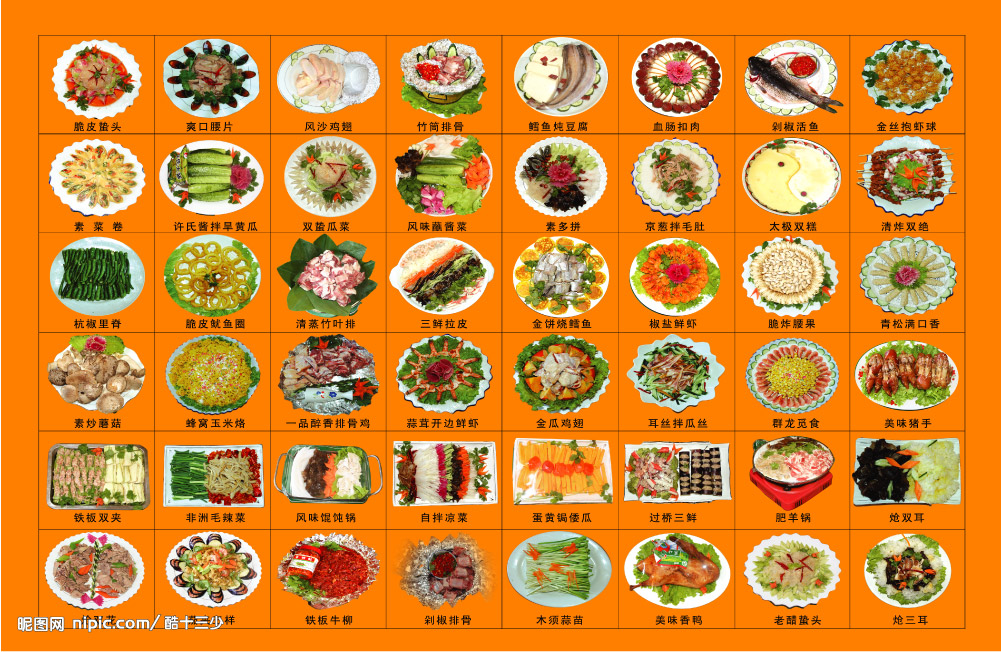 脆皮蛰头 爽口腰片 风沙鸡翅 竹筒排骨 鳕鱼炖豆腐 血肠扣肉 剁椒活鱼 金丝抱虾球
素菜卷 许氏酱拌旱黄瓜 双蛰瓜菜 风味蘸酱菜 素多拼 京葱拌毛肚 太极双糕 清炸双绝
杭椒里脊 脆皮鱿鱼圈 清蒸竹叶排 三鲜拉皮 金饼烧鳕鱼 椒盐鲜虾 脆炸腰果 青松满口香
素炒蘑菇 蜂窝玉米烙 一品醉香排骨鸡 蒜茸开边鲜虾 金瓜鸡翅 耳丝拌瓜丝 群龙觅食 美味猪手
铁板双夹 非洲毛辣菜 风味馄饨锅 自拌凉菜 蛋黄锔倭瓜 过桥三鲜 肥羊锅 炝双耳
铁板牛柳 剁椒排骨 木须蒜苗 美味香鸭 老醋蛰头 炝三耳
昵图网 nipic.com/ 酷十三少